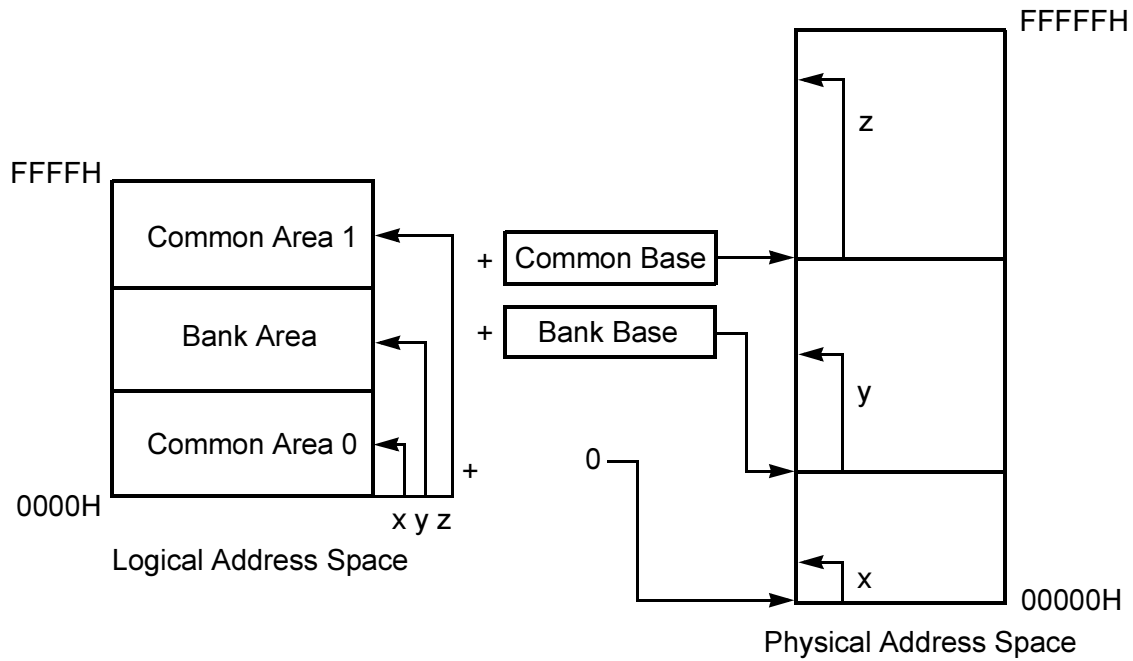 FFFFFH
z
FFFFH
Common Area 1
+ Common Base
Bank Area
+ Bank Base
y
Common Area 0
+
0
0000H
x y z
Logical Address Space
x
00000H
Physical Address Space